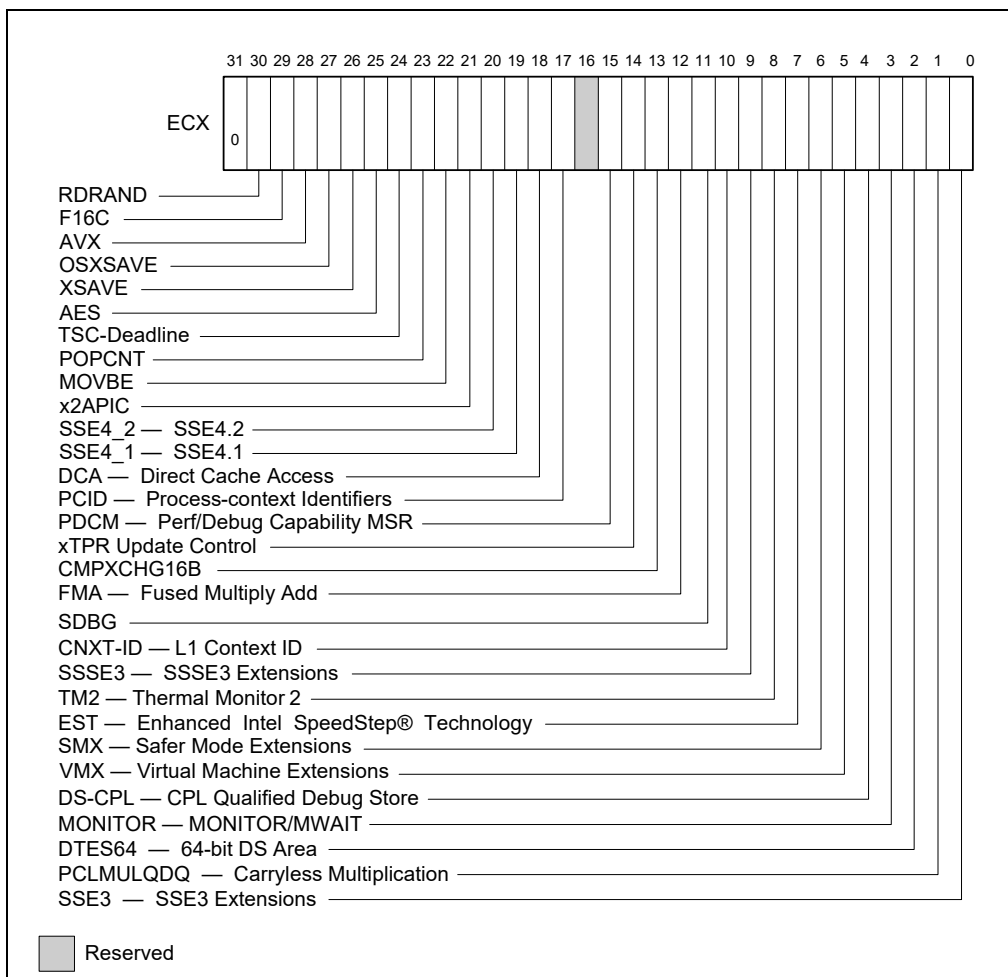 31 30 29 28 27 26 25 24 23 22 21 20 19 18 17 16 15 14 13 12 11 10 9 8 7 6 5 4 3 2 1 0
ECX
0
RDRAND
F16C
AVX
OSXSAVE
XSAVE
AES
TSC-Deadline
POPCNT
MOVBE
x2APIC
SSE4_2 — SSE4.2
SSE4_1 — SSE4.1
DCA — Direct Cache Access
PCID — Process-context Identifiers
PDCM — Perf/Debug Capability MSR
xTPR Update Control
CMPXCHG16B
FMA — Fused Multiply Add
SDBG
CNXT-ID — L1 Context ID
SSSE3 — SSSE3 Extensions
TM2 — Thermal Monitor 2
EST — Enhanced Intel SpeedStep® Technology
SMX — Safer Mode Extensions
VMX — Virtual Machine Extensions
DS-CPL — CPL Qualified Debug Store
MONITOR — MONITOR/MWAIT
DTES64 — 64-bit DS Area
PCLMULQDQ — Carryless Multiplication
SSE3 — SSE3 Extensions
Reserved